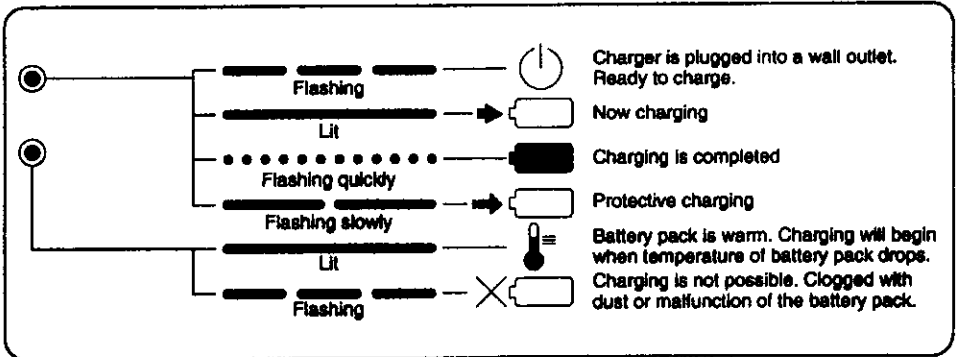 Charger is plugged into a wall outlet.
Ready to charge.
Flashing
Now charging
Lit
Charging is completed
Flashing quickly
Protective charging
Flashing slowly
Battery pack is warm. Charging will begin
when temperature of battery pack drops.
Lit
Charging is not possible. Clogged with
dust or malfunction of the battery pack.
Flashing